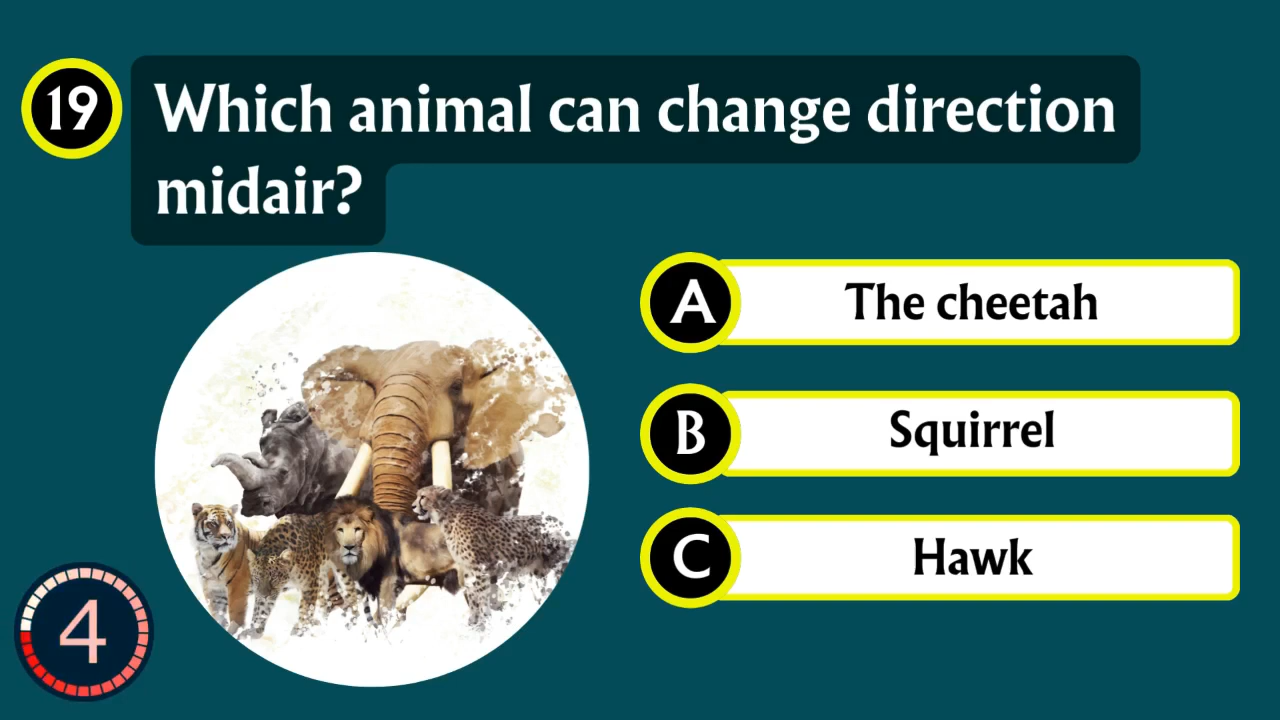 19
Which animal can change direction
midair?
A
The cheetah
B
Squirrel
C
Hawk
4